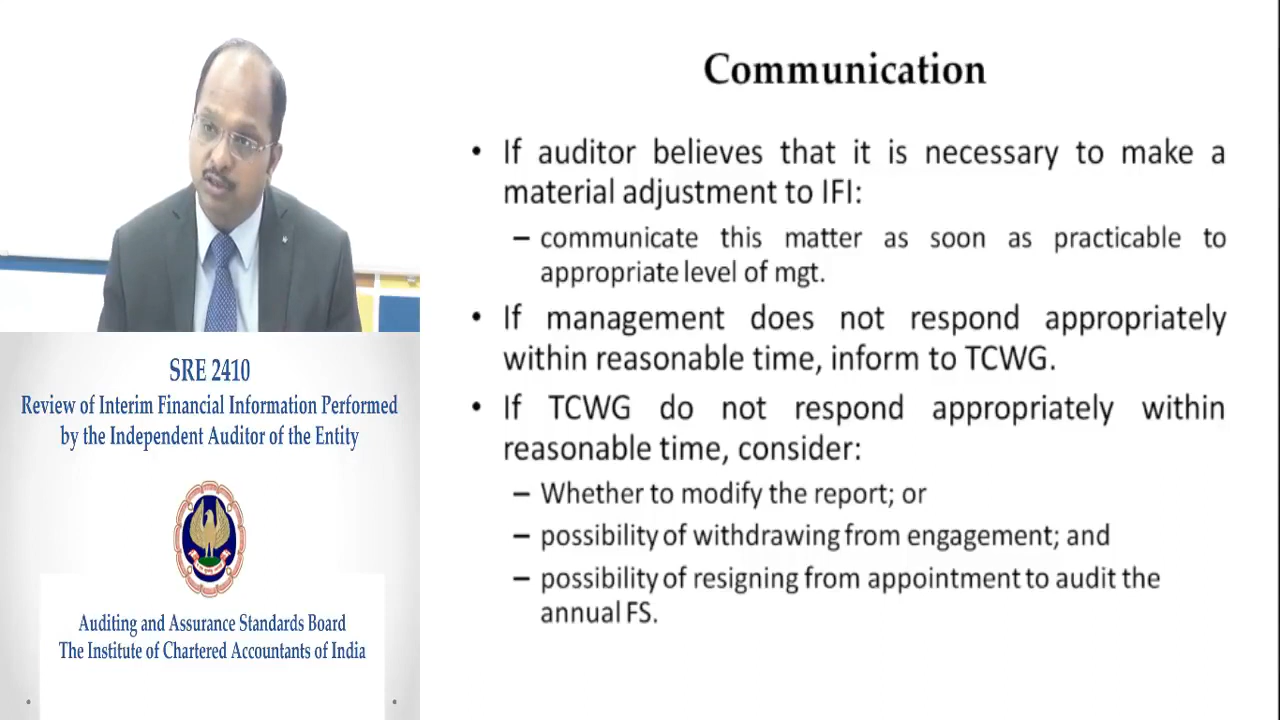 SRE 2410
Review of Interim Financial Information Performed
by the Independent Auditor of the Entity
Auditing and Assurance Standards Board
The Institute of Chartered Accountants of India
Communication
• If auditor believes that it is necessary to make a
material adjustment to IFI:
– communicate this matter as soon as practicable to
appropriate level of mgt.
• If management does not respond appropriately
within reasonable time, inform to TCWG.
• If TCWG do not respond appropriately within
reasonable time, consider:
– Whether to modify the report; or
– possibility of withdrawing from engagement; and
– possibility of resigning from appointment to audit the
annual FS.